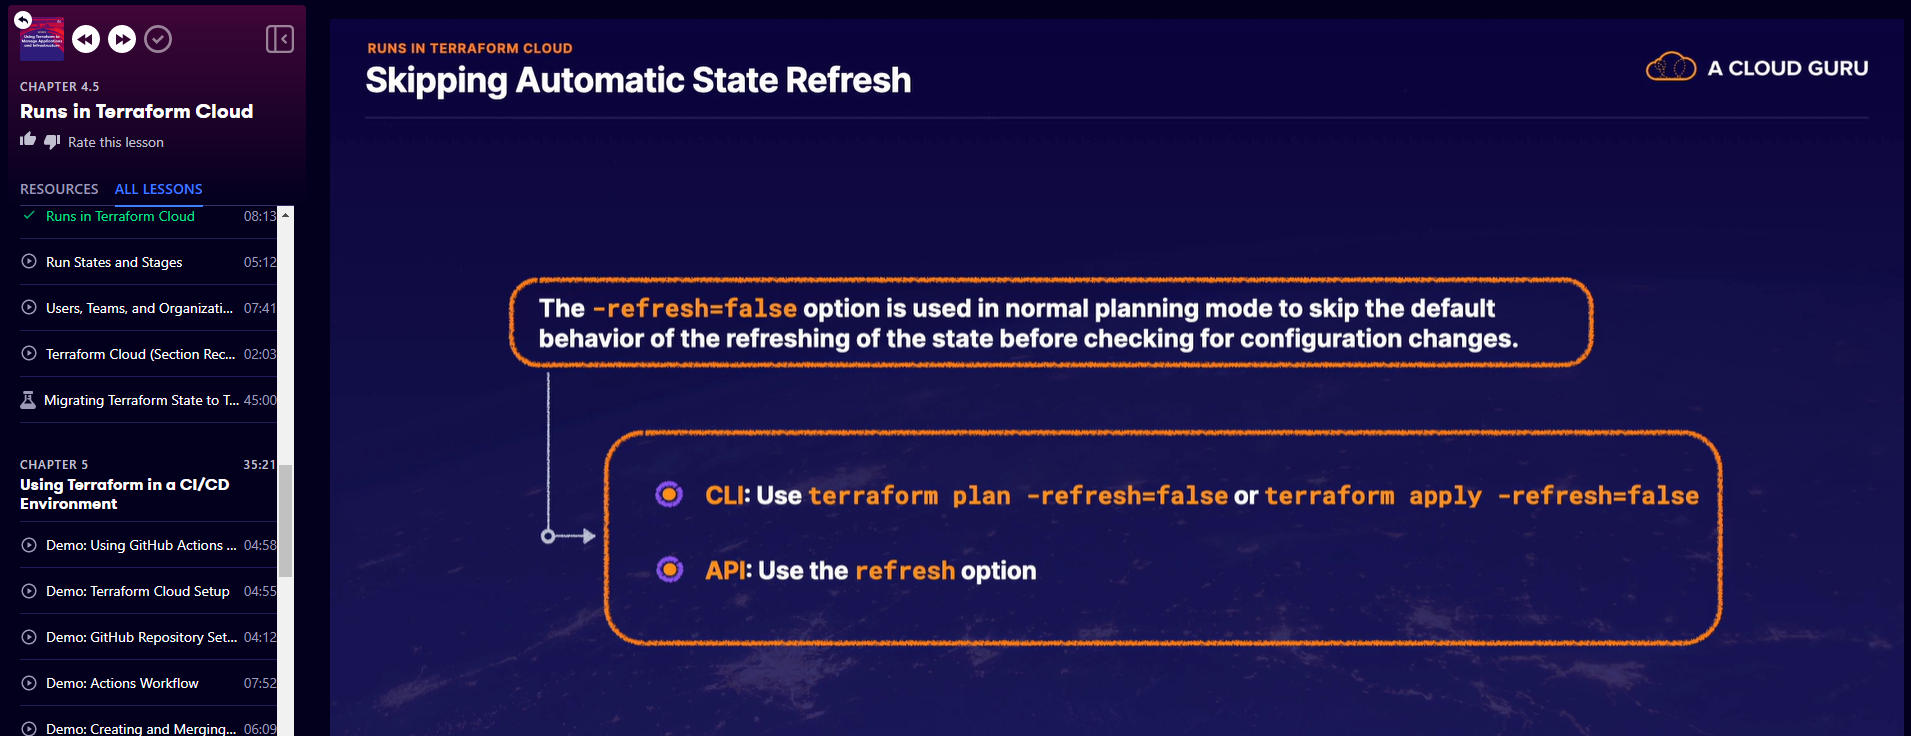 Using Terraform to
Manage Applications
and Infrastructure
CHAPTER 4.5
Runs in Terraform Cloud
Rate this lesson
RESOURCES ALL LESSONS
Runs in Terraform Cloud 08:13
Run States and Stages 05:12
Users, Teams, and Organizati... 07:41
Terraform Cloud (Section Rec... 02:03
Migrating Terraform State to T... 45:00
CHAPTER 5 35:21
Using Terraform in a CI/CD
Environment
Demo: Using GitHub Actions ... 04:58
Demo: Terraform Cloud Setup 04:55
Demo: GitHub Repository Set... 04:12
Demo: Actions Workflow 07:52
Demo: Creating and Merging... 06:09
RUNS IN TERRAFORM CLOUD
Skipping Automatic State Refresh
A CLOUD GURU
The -refresh=false option is used in normal planning mode to skip the default
behavior of the refreshing of the state before checking for configuration changes.
CLI: Use terraform plan -refresh=false or terraform apply -refresh=false
API: Use the refresh option